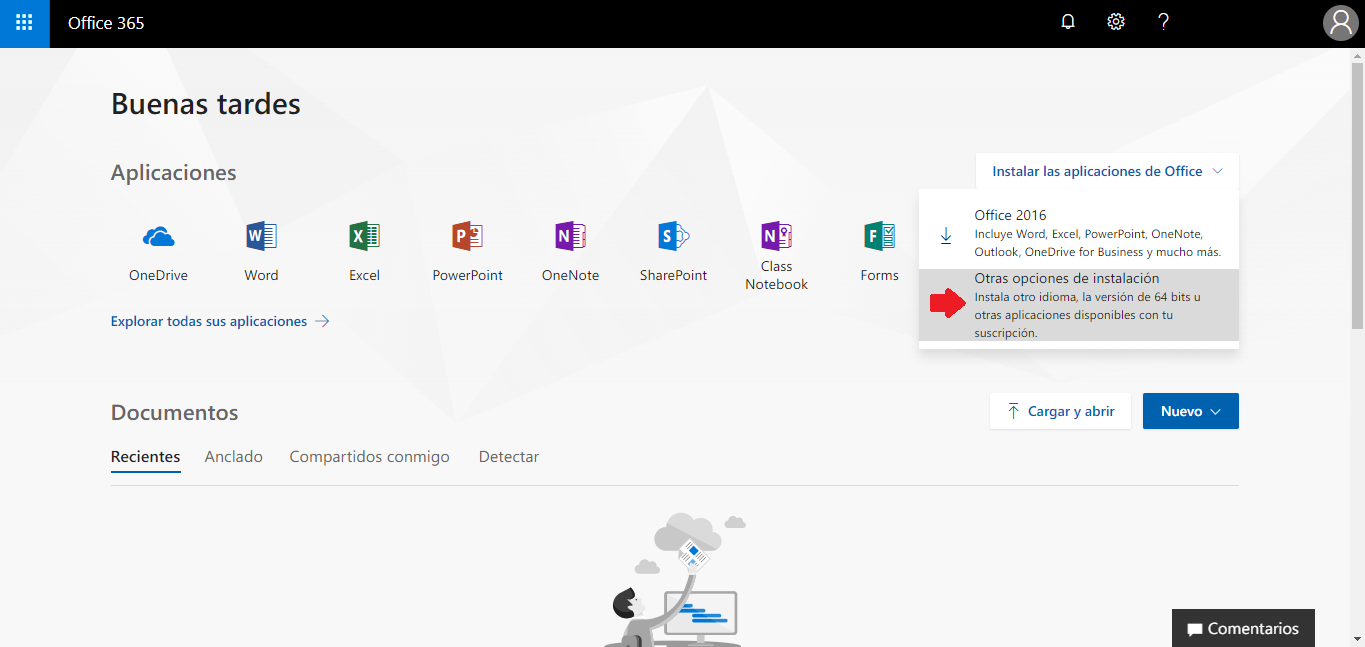 Office 365
Buenas tardes
Aplicaciones
Instalar las aplicaciones de Office
Office 2016
Incluye Word, Excel, PowerPoint, OneNote,
Outlook, OneDrive for Business y mucho más.
Otras opciones de instalación
Instala otro idioma, la versión de 64 bits u
otras aplicaciones disponibles con tu
suscripción.
OneDrive
Word
Excel
PowerPoint
OneNote
SharePoint
Class
Notebook
Forms
Explorar todas sus aplicaciones
Documentos
Cargar y abrir
Nuevo
Recientes
Anclado
Compartidos conmigo
Detectar
Comentarios